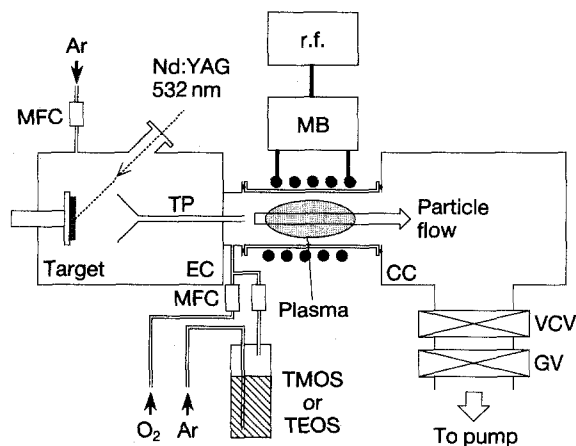 r.f.
Ar
Nd:YAG
532 nm
MFC
MB
TP
Particle
flow
Target
EC
CC
MFC
Plasma
VCV
TMOS
or
TEOS
GV
O₂
Ar
To pump